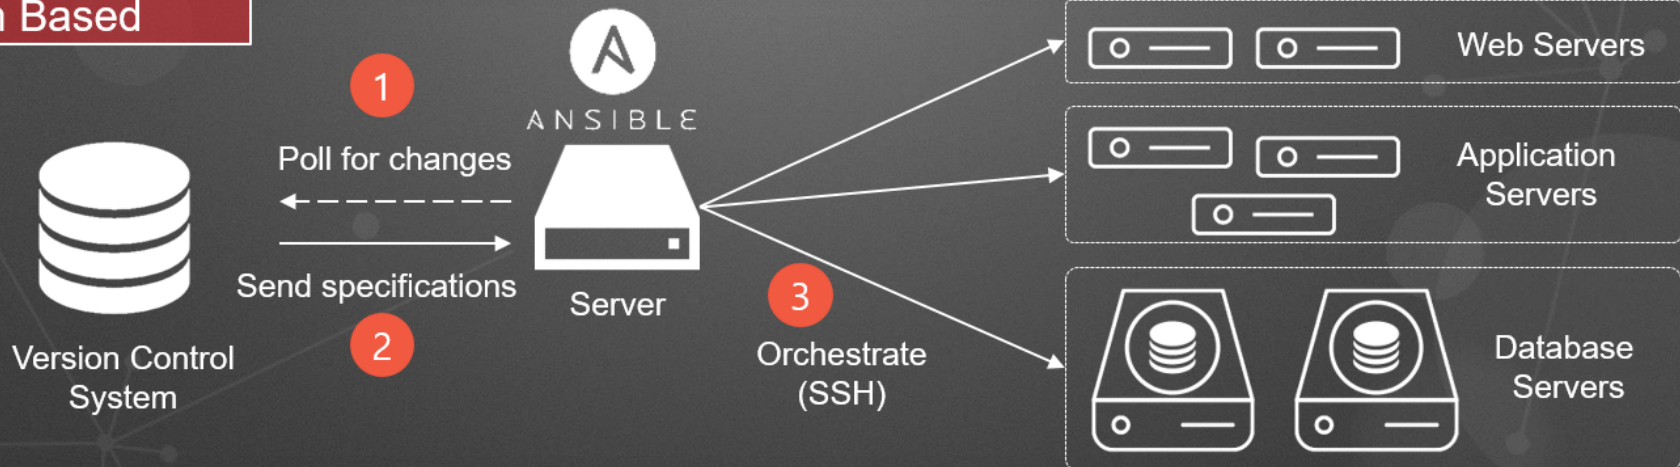 Based
1
ANSIBLE
Poll for changes
Send specifications
2
Version Control
System
Server
3
Orchestrate
(SSH)
Web Servers
Application
Servers
Database
Servers